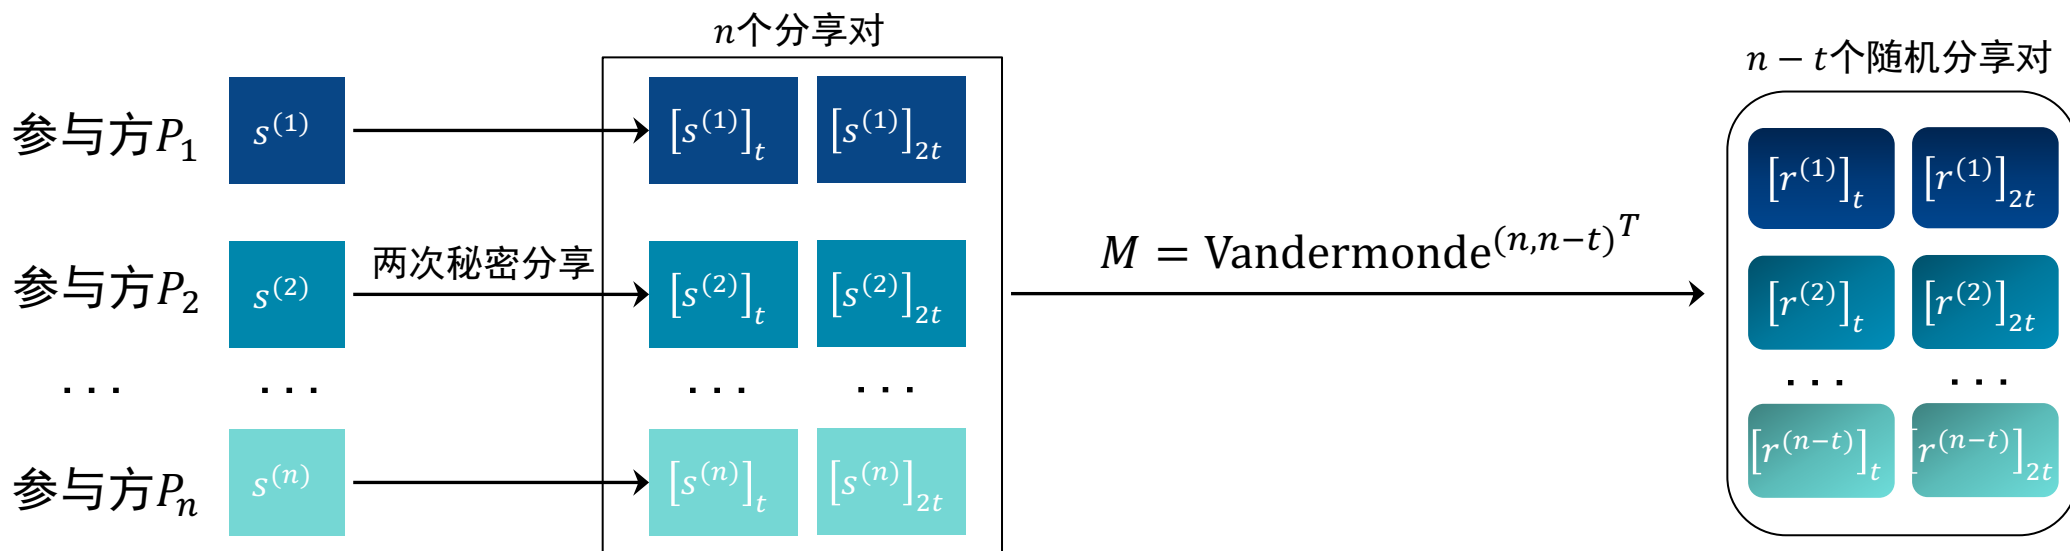 n个分享对
n − t个随机分享对
参与方P₁ s⁽¹⁾ [s⁽¹⁾]ₜ [s⁽¹⁾]₂ₜ [r⁽¹⁾]ₜ [r⁽¹⁾]₂ₜ
M = Vandermonde^{(n,n−t)^T}
参与方P₂ s⁽²⁾ 两次秘密分享 [s⁽²⁾]ₜ [s⁽²⁾]₂ₜ [r⁽²⁾]ₜ [r⁽²⁾]₂ₜ
... ... ... ... ... ...
参与方Pₙ s⁽ⁿ⁾ [s⁽ⁿ⁾]ₜ [s⁽ⁿ⁾]₂ₜ [r⁽ⁿ⁻ᵗ⁾]ₜ [r⁽ⁿ⁻ᵗ⁾]₂ₜ